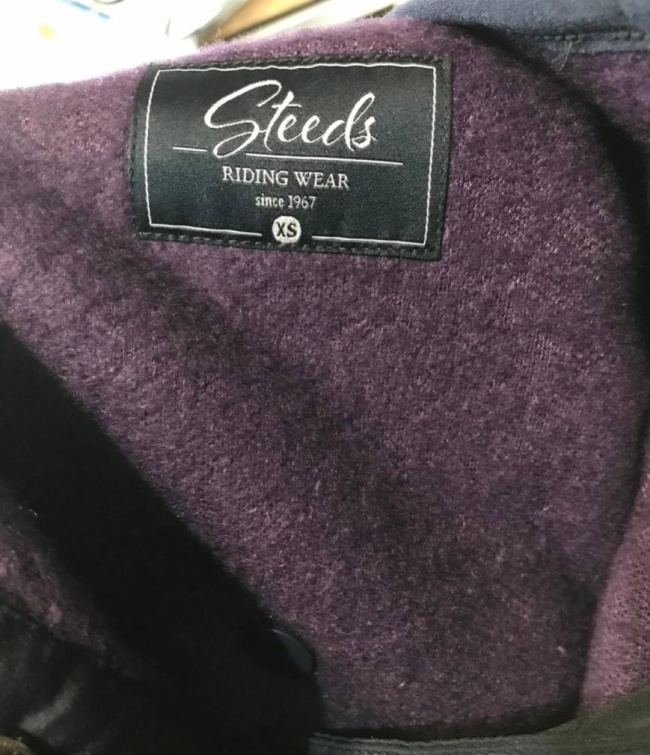 Steeds
RIDING WEAR
since 1967
XS